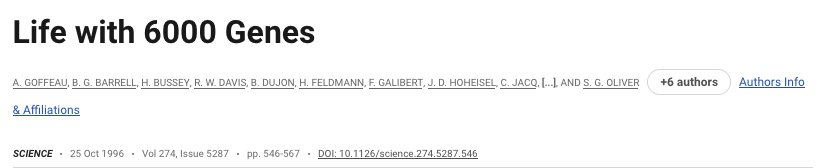 Life with 6000 Genes
A. GOFFEAU, B. G. BARRELL, H. BUSSEY, R. W. DAVIS, B. DUJON, H. FELDMANN, F. GALIBERT, J. D. HOHEISEL, C. JACQ, [...], AND S. G. OLIVER +6 authors Authors Info
& Affiliations
SCIENCE • 25 Oct 1996 • Vol 274, Issue 5287 • pp. 546-567 • DOI: 10.1126/science.274.5287.546